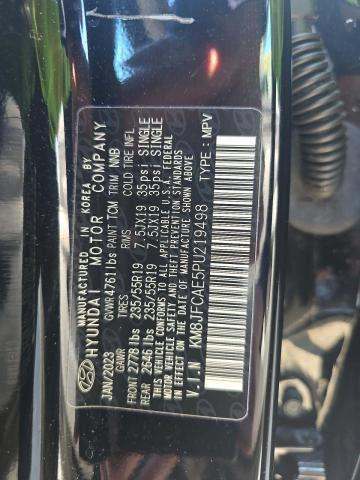 MANUFACTURED IN KOREA BY
HYUNDAI MOTOR COMPANY
JAN/2023 GVWR 4761 lbs PAINT TCM TRIM NNB
GAWR TIRES RIMS COLD TIRE INFL
FRONT 2778 lbs 235/55R19 7.5JX19 35psi SINGLE
REAR 2646 lbs 235/55R19 7.5JX19 35psi SINGLE
THIS VEHICLE CONFORMS TO ALL APPLICABLE U.S.A. FEDERAL
MOTOR VEHICLE SAFETY STANDARDS
IN EFFECT ON THE DATE OF MANUFACTURE SHOWN ABOVE.
V.I.N KM8JFCAE5PU219498 TYPE : MPV